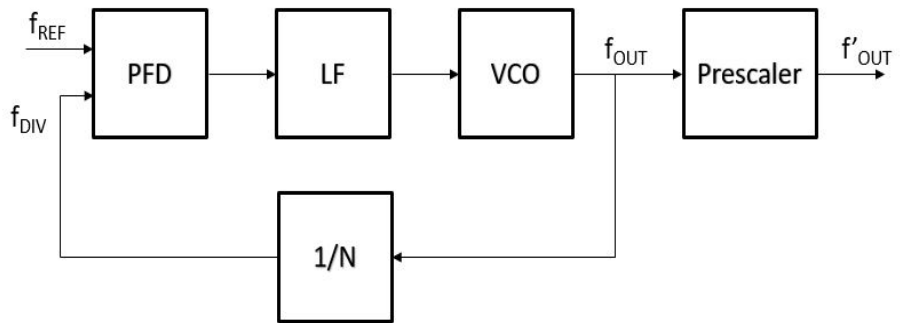 f_REF
f_DIV
PFD
LF
VCO
f_OUT
Prescaler
f'_OUT
1/N